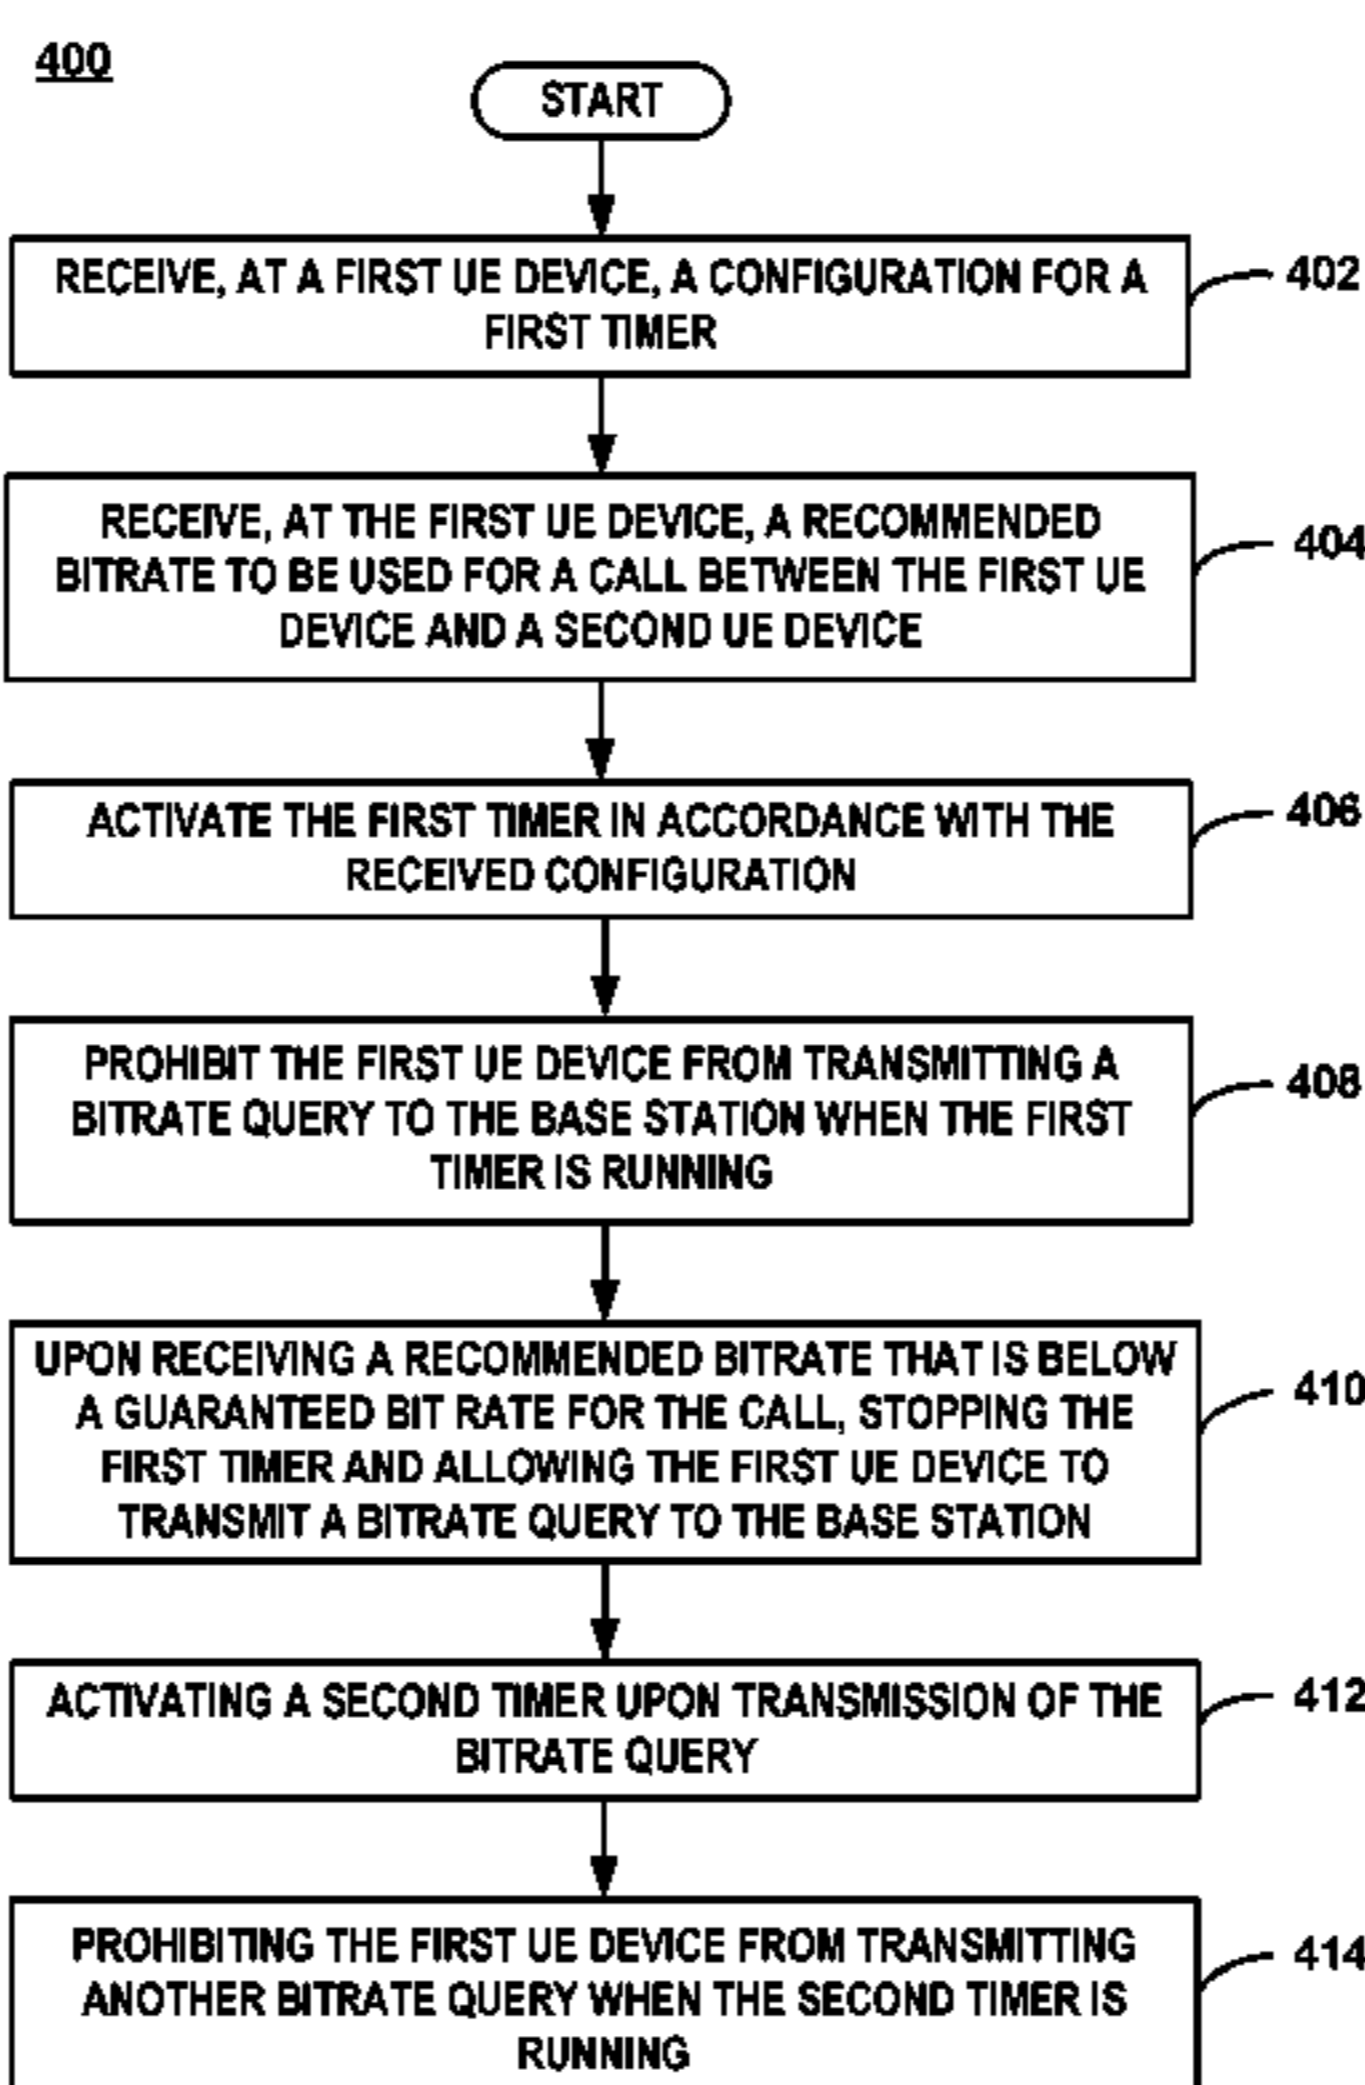 400
START
RECEIVE, AT A FIRST UE DEVICE, A CONFIGURATION FOR A
FIRST TIMER
402
RECEIVE, AT THE FIRST UE DEVICE, A RECOMMENDED
BITRATE TO BE USED FOR A CALL BETWEEN THE FIRST UE
DEVICE AND A SECOND UE DEVICE
404
ACTIVATE THE FIRST TIMER IN ACCORDANCE WITH THE
RECEIVED CONFIGURATION
406
PROHIBIT THE FIRST UE DEVICE FROM TRANSMITTING A
BITRATE QUERY TO THE BASE STATION WHEN THE FIRST
TIMER IS RUNNING
408
UPON RECEIVING A RECOMMENDED BITRATE THAT IS BELOW
A GUARANTEED BIT RATE FOR THE CALL, STOPPING THE
FIRST TIMER AND ALLOWING THE FIRST UE DEVICE TO
TRANSMIT A BITRATE QUERY TO THE BASE STATION
410
ACTIVATING A SECOND TIMER UPON TRANSMISSION OF THE
BITRATE QUERY
412
PROHIBITING THE FIRST UE DEVICE FROM TRANSMITTING
ANOTHER BITRATE QUERY WHEN THE SECOND TIMER IS
RUNNING
414